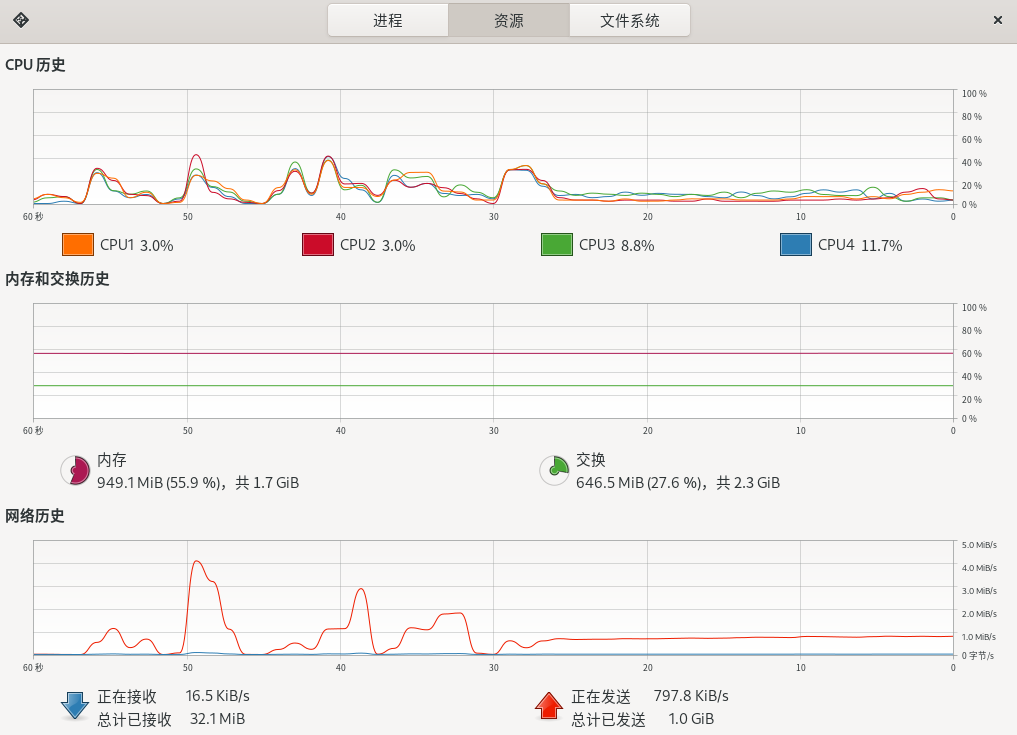 进程 资源 文件系统
CPU 历史
100 %
80 %
60 %
40 %
20 %
0 %
60 秒 50 40 30 20 10 0
CPU1 3.0% CPU2 3.0% CPU3 8.8% CPU4 11.7%
内存和交换历史
100 %
80 %
60 %
40 %
20 %
0 %
60 秒 50 40 30 20 10 0
内存 交换
949.1 MiB (55.9 %)，共 1.7 GiB 646.5 MiB (27.6 %)，共 2.3 GiB
网络历史
5.0 MiB/s
4.0 MiB/s
3.0 MiB/s
2.0 MiB/s
1.0 MiB/s
0 字节/s
60 秒 50 40 30 20 10 0
正在接收 16.5 KiB/s 正在发送 797.8 KiB/s
总计已接收 32.1 MiB 总计已发送 1.0 GiB